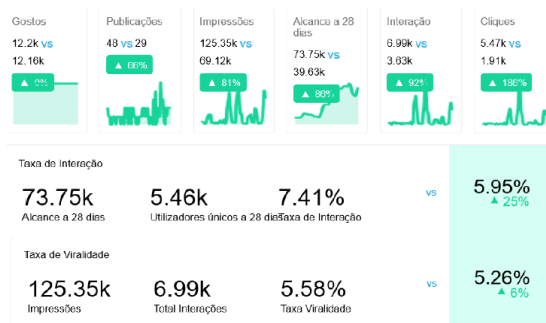 Gostos
12.2k vs
12.16k
▲ 0%
Publicações
48 vs 29
▲ 66%
Impressões
125.35k vs
69.12k
▲ 81%
Alcance a 28
dias
73.75k vs
39.63k
▲ 86%
Interação
6.99k vs
3.63k
▲ 92%
Cliques
5.47k vs
1.91k
▲ 186%
Taxa de Interação
73.75k
Alcance a 28 dias
5.46k
Utilizadores únicos a 28 dias
7.41%
Taxa de Interação
vs
5.95%
▲ 25%
Taxa de Viralidade
125.35k
Impressões
6.99k
Total Interações
5.58%
Taxa Viralidade
vs
5.26%
▲ 6%